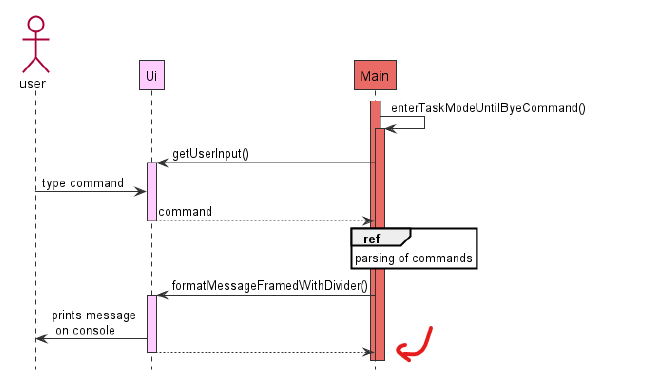 user
Ui
Main
enterTaskModeUntilByeCommand()
getUserInput()
type command
command
ref
parsing of commands
formatMessageFramedWithDivider()
prints message
on console